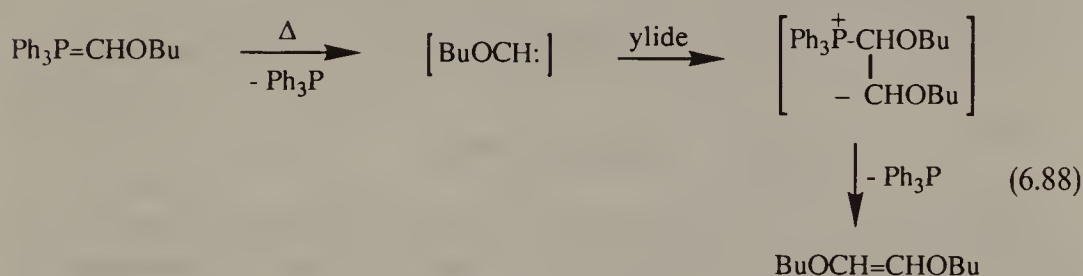 Ph₃P=CHOBu Δ - Ph₃P [BuOCH:] ylide [Ph₃P⁺-CHOBu
– CHOBu]
- Ph₃P (6.88)
BuOCH=CHOBu